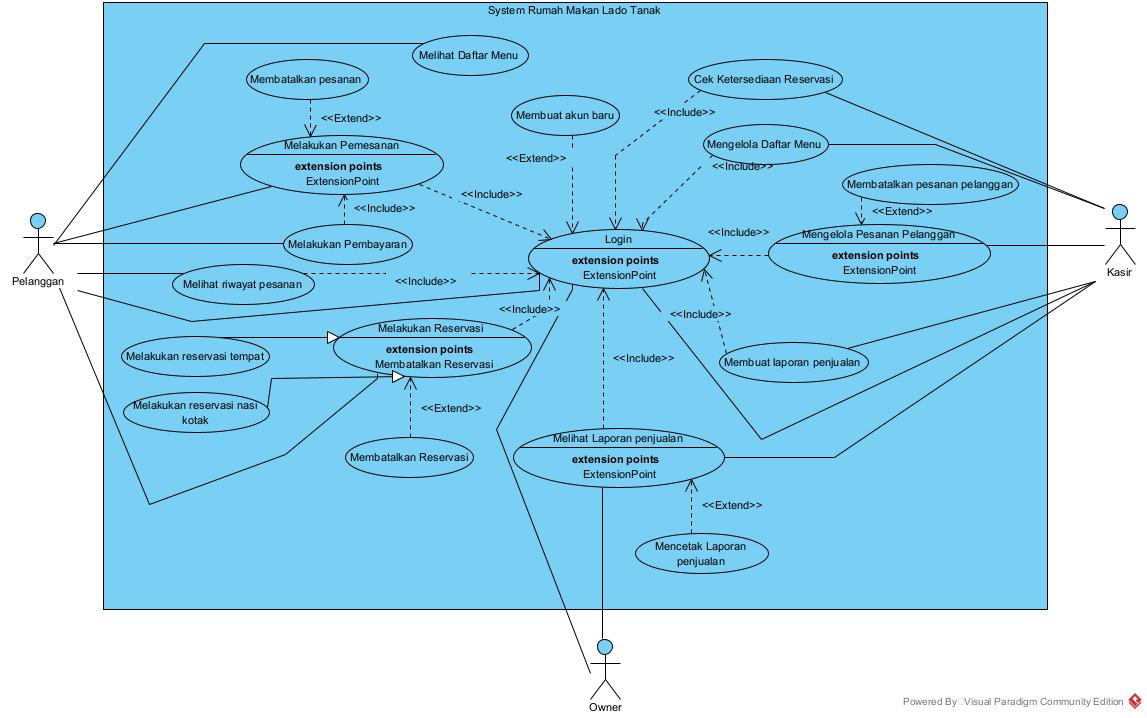 System Rumah Makan Lado Tanak
Melihat Daftar Menu
Membatalkan pesanan
Cek Ketersediaan Reservasi
Membuat akun baru
<<Include>>
<<Extend>>
Melakukan Pemesanan
extension points
ExtensionPoint
<<Extend>>
Mengelola Daftar Menu
<<Include>>
Membatalkan pesanan pelanggan
<<Include>>
<<Include>>
<<Extend>>
Melakukan Pembayaran
Login
extension points
ExtensionPoint
<<Include>>
Mengelola Pesanan Pelanggan
extension points
ExtensionPoint
Pelanggan
Kasir
Melihat riwayat pesanan
<<Include>>
<<Include>>
<<Include>>
Melakukan Reservasi
extension points
Membatalkan Reservasi
Melakukan reservasi tempat
<<Include>>
Membuat laporan penjualan
Melakukan reservasi nasi
kotak
<<Extend>>
Membatalkan Reservasi
Melihat Laporan penjualan
extension points
ExtensionPoint
<<Extend>>
Mencetak Laporan
penjualan
Owner
Powered By Visual Paradigm Community Edition